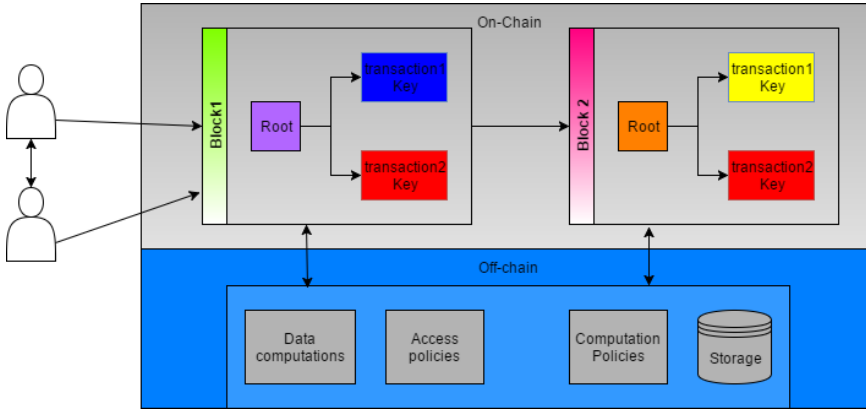 On-Chain
Block1
Root
transaction1
Key
transaction2
Key
Block 2
Root
transaction1
Key
transaction2
Key
Off-chain
Data
computations
Access
policies
Computation
Policies
Storage